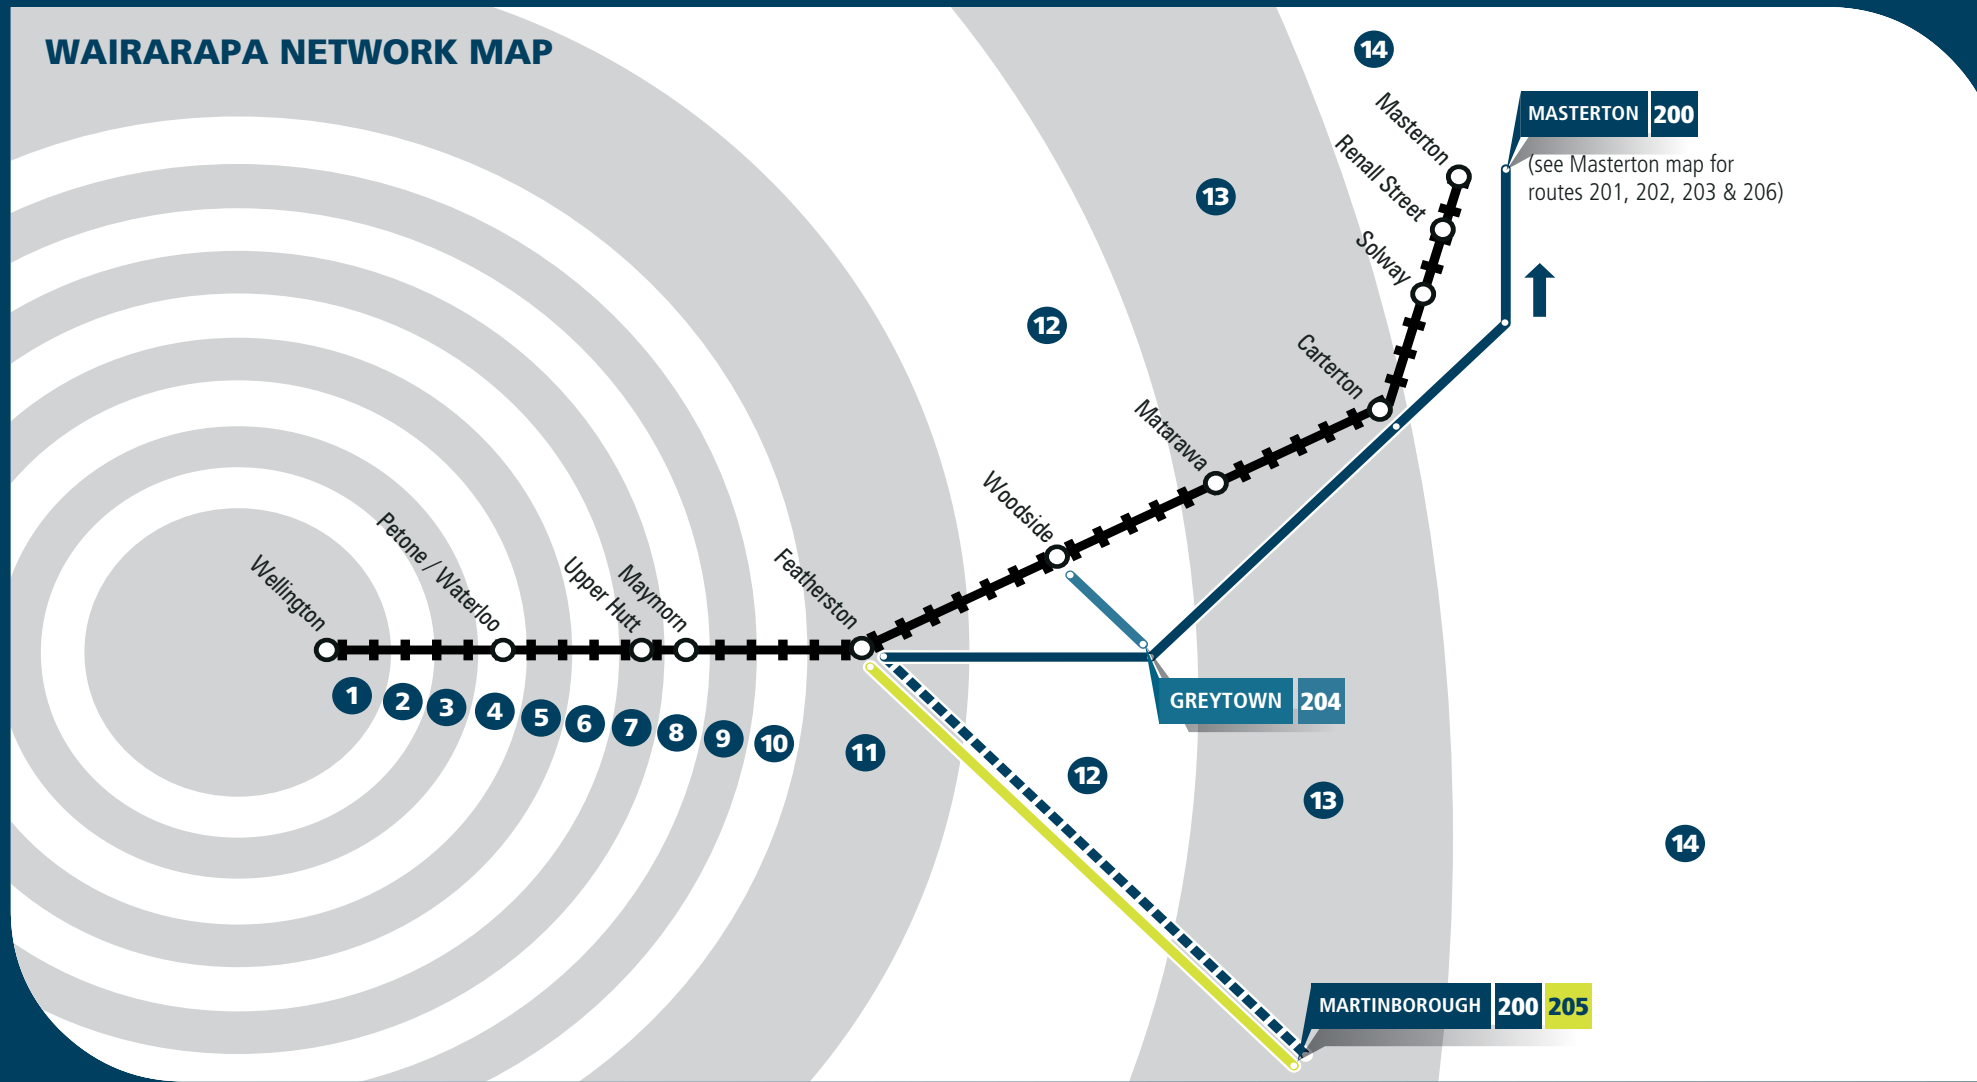 WAIRARAPA NETWORK MAP
14
Masterton
MASTERTON 200
(see Masterton map for
routes 201, 202, 203 & 206)
Renall Street
13
Solway
12
Carterton
Matarawa
Woodside
Petone / Waterloo
Wellington
Upper Hutt
Maymorn
Featherston
1
2
3
4
5
6
7
8
9
10
11
GREYTOWN 204
12
13
14
MARTINBOROUGH 200 205